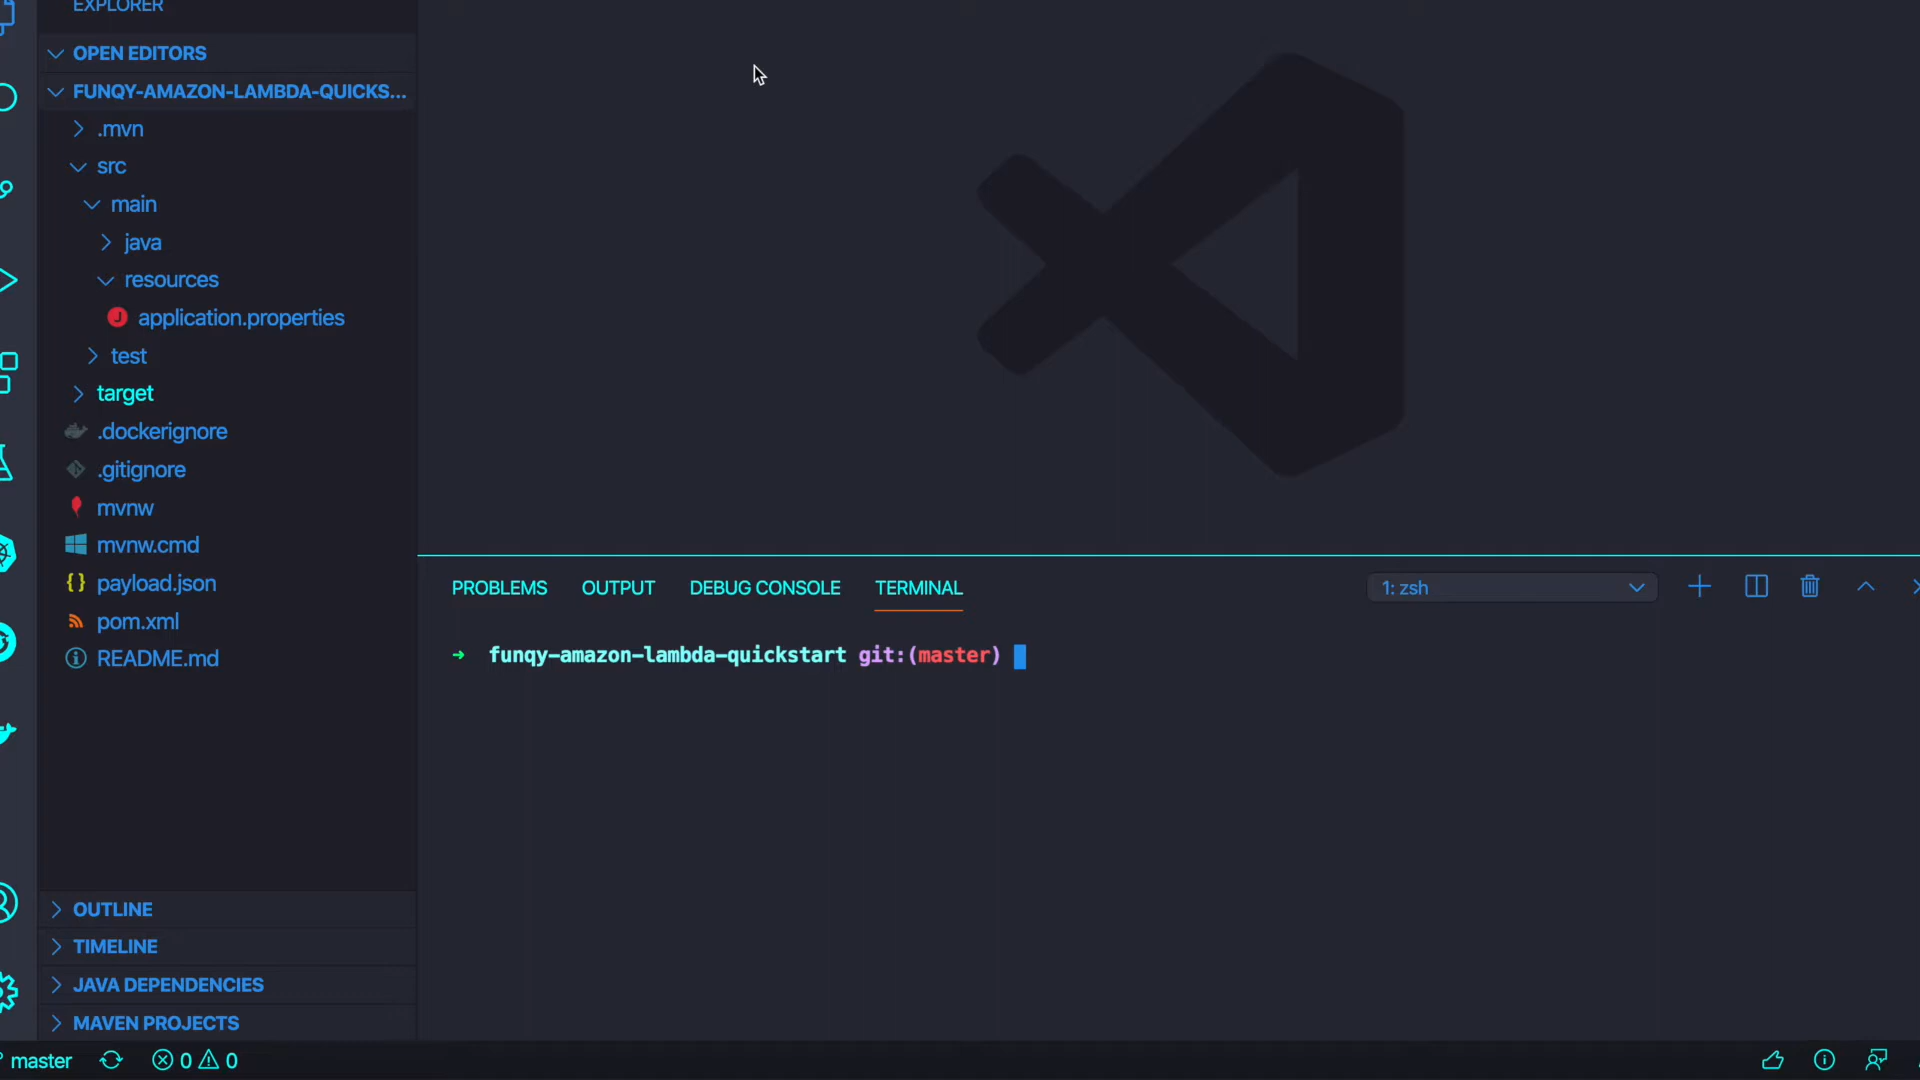 EXPLORER
OPEN EDITORS
FUNQY-AMAZON-LAMBDA-QUICKS...
.mvn
src
main
java
resources
application.properties
test
target
.dockerignore
.gitignore
mvnw
mvnw.cmd
payload.json
pom.xml
README.md
OUTLINE
TIMELINE
JAVA DEPENDENCIES
MAVEN PROJECTS
PROBLEMS OUTPUT DEBUG CONSOLE TERMINAL 1: zsh
➜ funqy-amazon-lambda-quickstart git:(master)
master 0 0